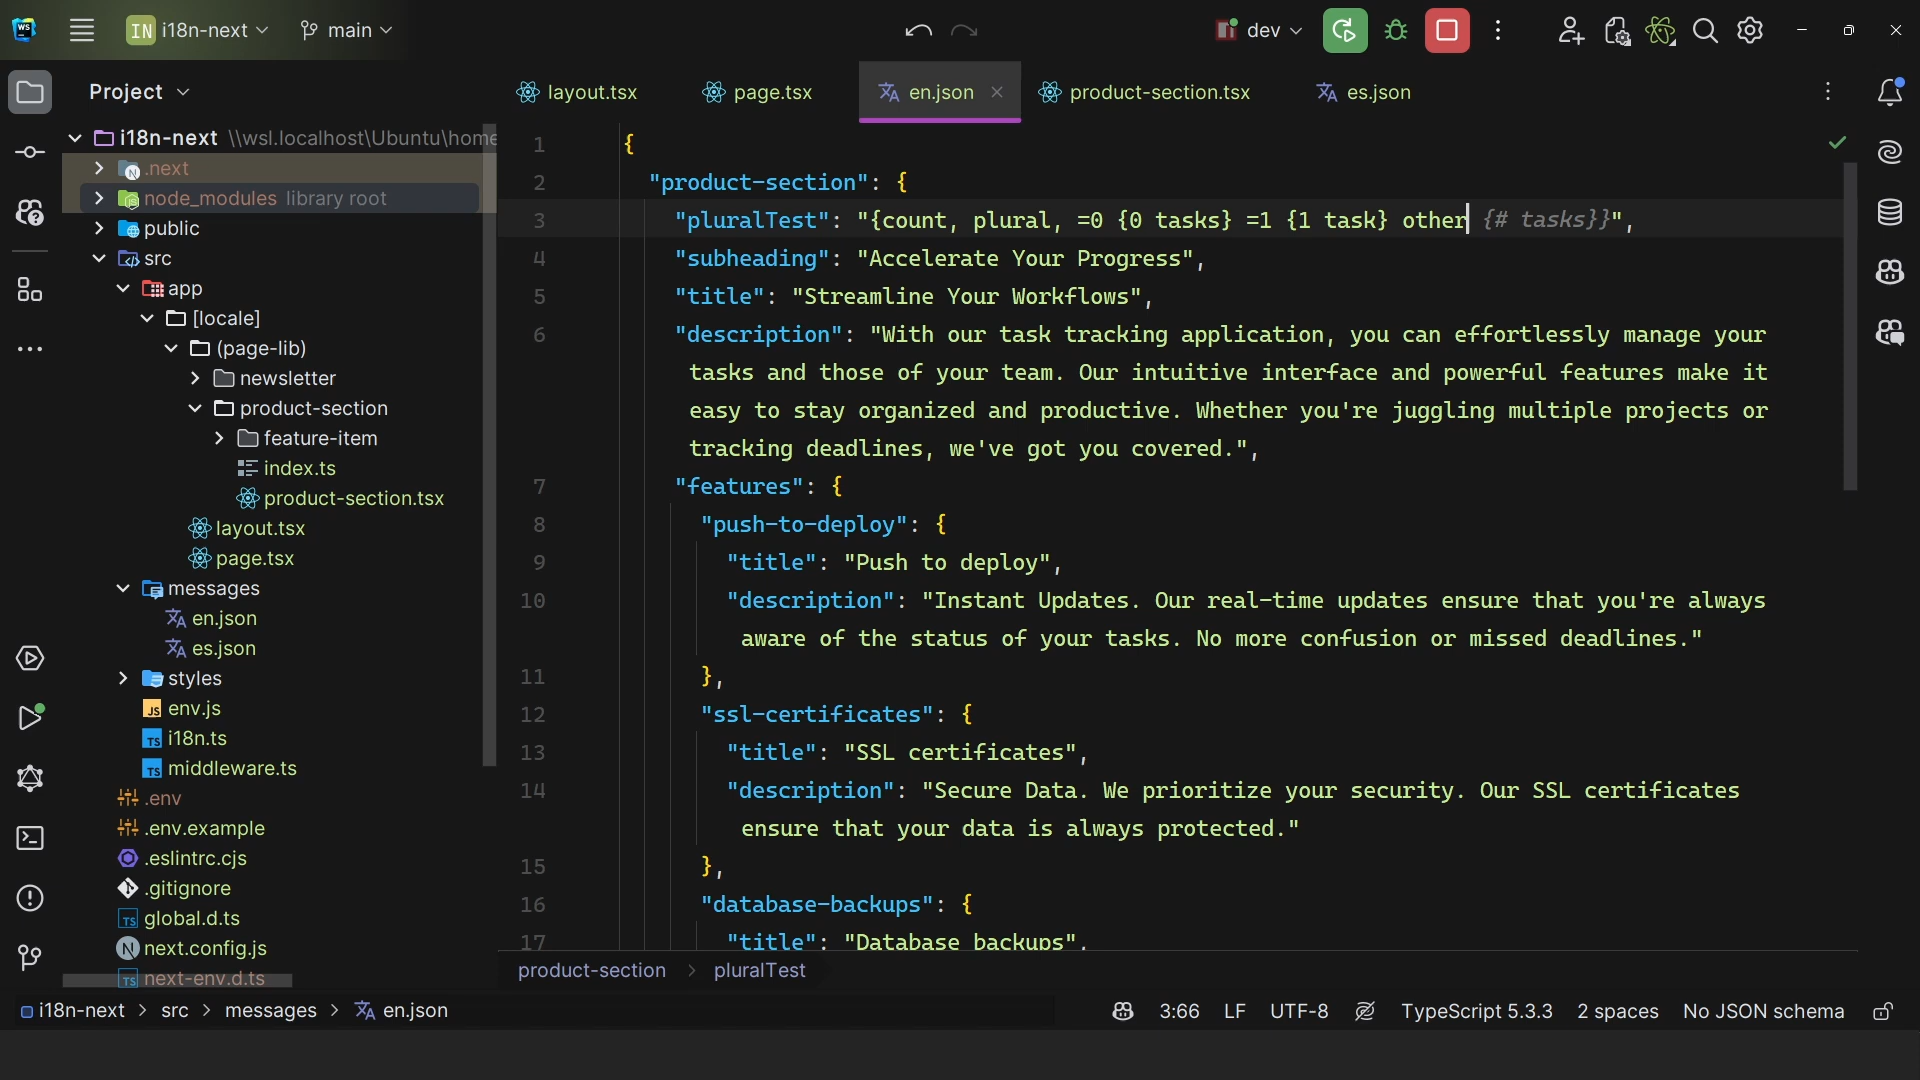 WS
IN i18n-next
main
dev
Project
layout.tsx
page.tsx
en.json
product-section.tsx
es.json
i18n-next \\wsl.localhost\Ubuntu\home
.next
node_modules library root
public
src
app
[locale]
(page-lib)
newsletter
product-section
feature-item
index.ts
product-section.tsx
layout.tsx
page.tsx
messages
en.json
es.json
styles
JS env.js
TS i18n.ts
TS middleware.ts
.env
.env.example
.eslintrc.cjs
.gitignore
TS global.d.ts
N next.config.js
TS next-env.d.ts
1 {
2 "product-section": {
3 "pluralTest": "{count, plural, =0 {0 tasks} =1 {1 task} other {# tasks}}",
4 "subheading": "Accelerate Your Progress",
5 "title": "Streamline Your Workflows",
6 "description": "With our task tracking application, you can effortlessly manage your
tasks and those of your team. Our intuitive interface and powerful features make it
easy to stay organized and productive. Whether you're juggling multiple projects or
tracking deadlines, we've got you covered.",
7 "features": {
8 "push-to-deploy": {
9 "title": "Push to deploy",
10 "description": "Instant Updates. Our real-time updates ensure that you're always
aware of the status of your tasks. No more confusion or missed deadlines."
11 },
12 "ssl-certificates": {
13 "title": "SSL certificates",
14 "description": "Secure Data. We prioritize your security. Our SSL certificates
ensure that your data is always protected."
15 },
16 "database-backups": {
17 "title": "Database backups",
product-section > pluralTest
i18n-next > src > messages > en.json
3:66 LF UTF-8 TypeScript 5.3.3 2 spaces No JSON schema